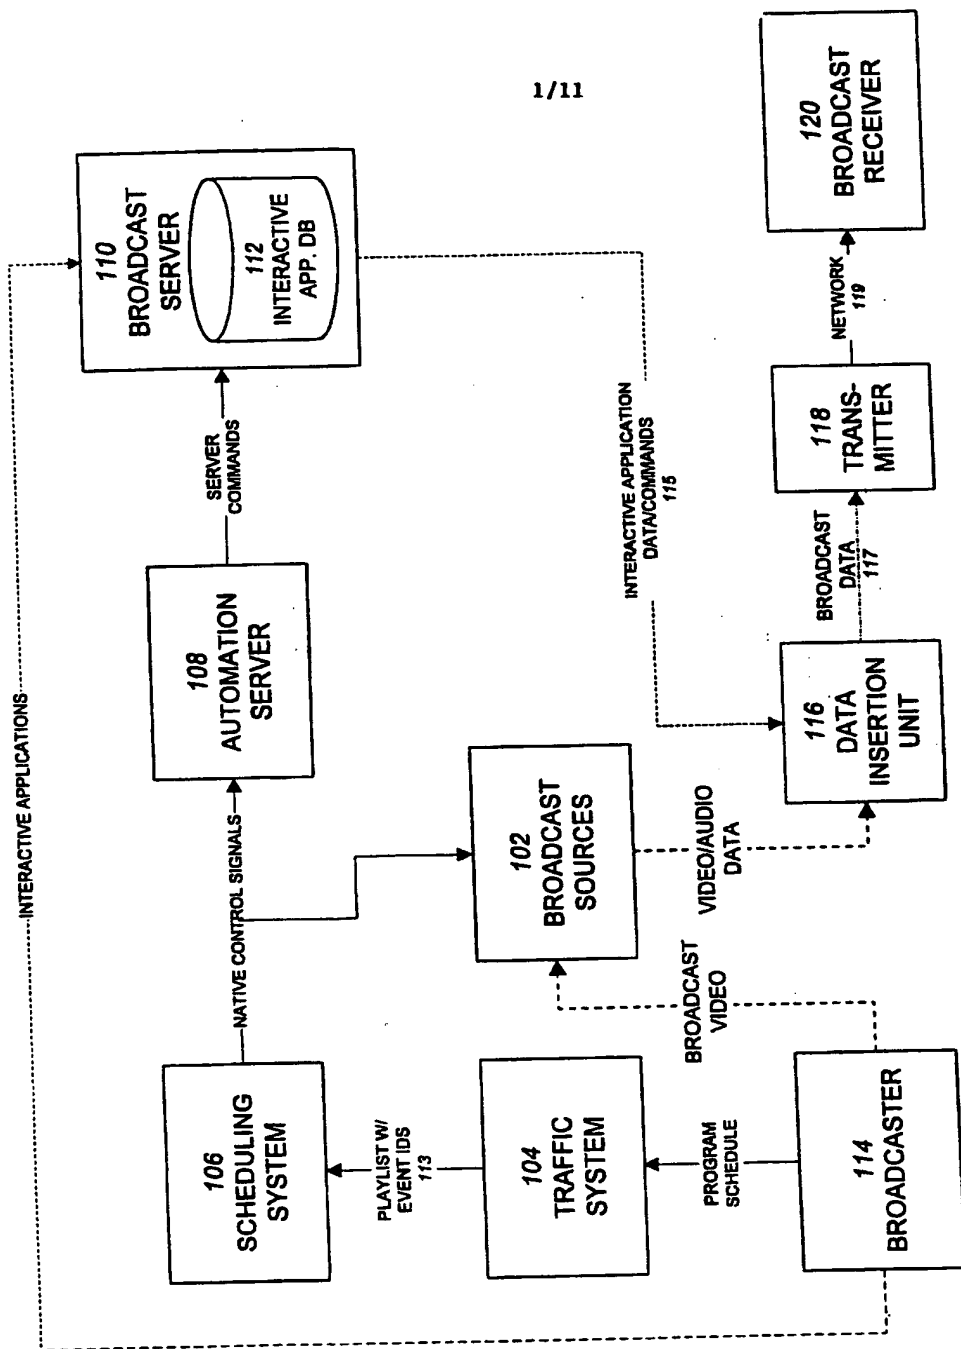 1/11
INTERACTIVE APPLICATIONS
110
BROADCAST
SERVER
112
INTERACTIVE
APP. DB
SERVER
COMMANDS
108
AUTOMATION
SERVER
NATIVE CONTROL SIGNALS
106
SCHEDULING
SYSTEM
PLAYLIST W/
EVENT IDS
113
104
TRAFFIC
SYSTEM
PROGRAM
SCHEDULE
114
BROADCASTER
BROADCAST
VIDEO
102
BROADCAST
SOURCES
VIDEO/AUDIO
DATA
INTERACTIVE APPLICATION
DATA/COMMANDS
115
116
DATA
INSERTION
UNIT
BROADCAST
DATA
117
118
TRANS-
MITTER
NETWORK
119
120
BROADCAST
RECEIVER